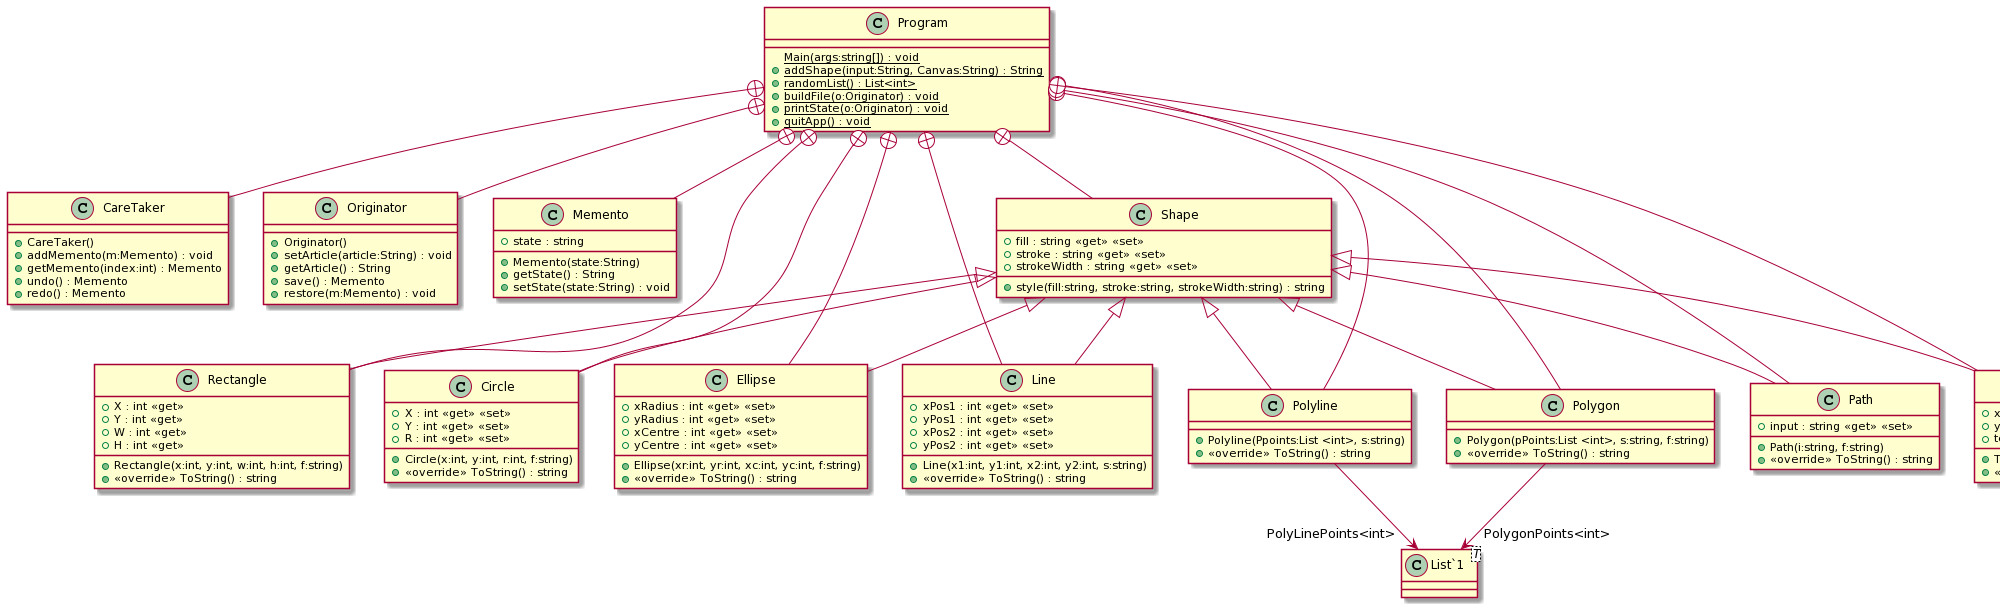 C Program
Main(args:string[]) : void
addShape(input:String, Canvas:String) : String
randomList() : List<int>
buildFile(o:Originator) : void
printState(o:Originator) : void
quitApp() : void
C CareTaker
CareTaker()
addMemento(m:Memento) : void
getMemento(index:int) : Memento
undo() : Memento
redo() : Memento
C Originator
Originator()
setArticle(article:String) : void
getArticle() : String
save() : Memento
restore(m:Memento) : void
C Memento
state : string
Memento(state:String)
getState() : String
setState(state:String) : void
C Shape
fill : string «get» «set»
stroke : string «get» «set»
strokeWidth : string «get» «set»
style(fill:string, stroke:string, strokeWidth:string) : string
C Rectangle
X : int «get»
Y : int «get»
W : int «get»
H : int «get»
Rectangle(x:int, y:int, w:int, h:int, f:string)
«override» ToString() : string
C Circle
X : int «get» «set»
Y : int «get» «set»
R : int «get» «set»
Circle(x:int, y:int, r:int, f:string)
«override» ToString() : string
C Ellipse
xRadius : int «get» «set»
yRadius : int «get» «set»
xCentre : int «get» «set»
yCentre : int «get» «set»
Ellipse(xr:int, yr:int, xc:int, yc:int, f:string)
«override» ToString() : string
C Line
xPos1 : int «get» «set»
yPos1 : int «get» «set»
xPos2 : int «get» «set»
yPos2 : int «get» «set»
Line(x1:int, y1:int, x2:int, y2:int, s:string)
«override» ToString() : string
C Polyline
Polyline(Ppoints:List <int>, s:string)
«override» ToString() : string
C Polygon
Polygon(pPoints:List <int>, s:string, f:string)
«override» ToString() : string
C Path
input : string «get» «set»
Path(i:string, f:string)
«override» ToString() : string
x
y
T
«
PolyLinePoints<int>
PolygonPoints<int>
C List`1
T